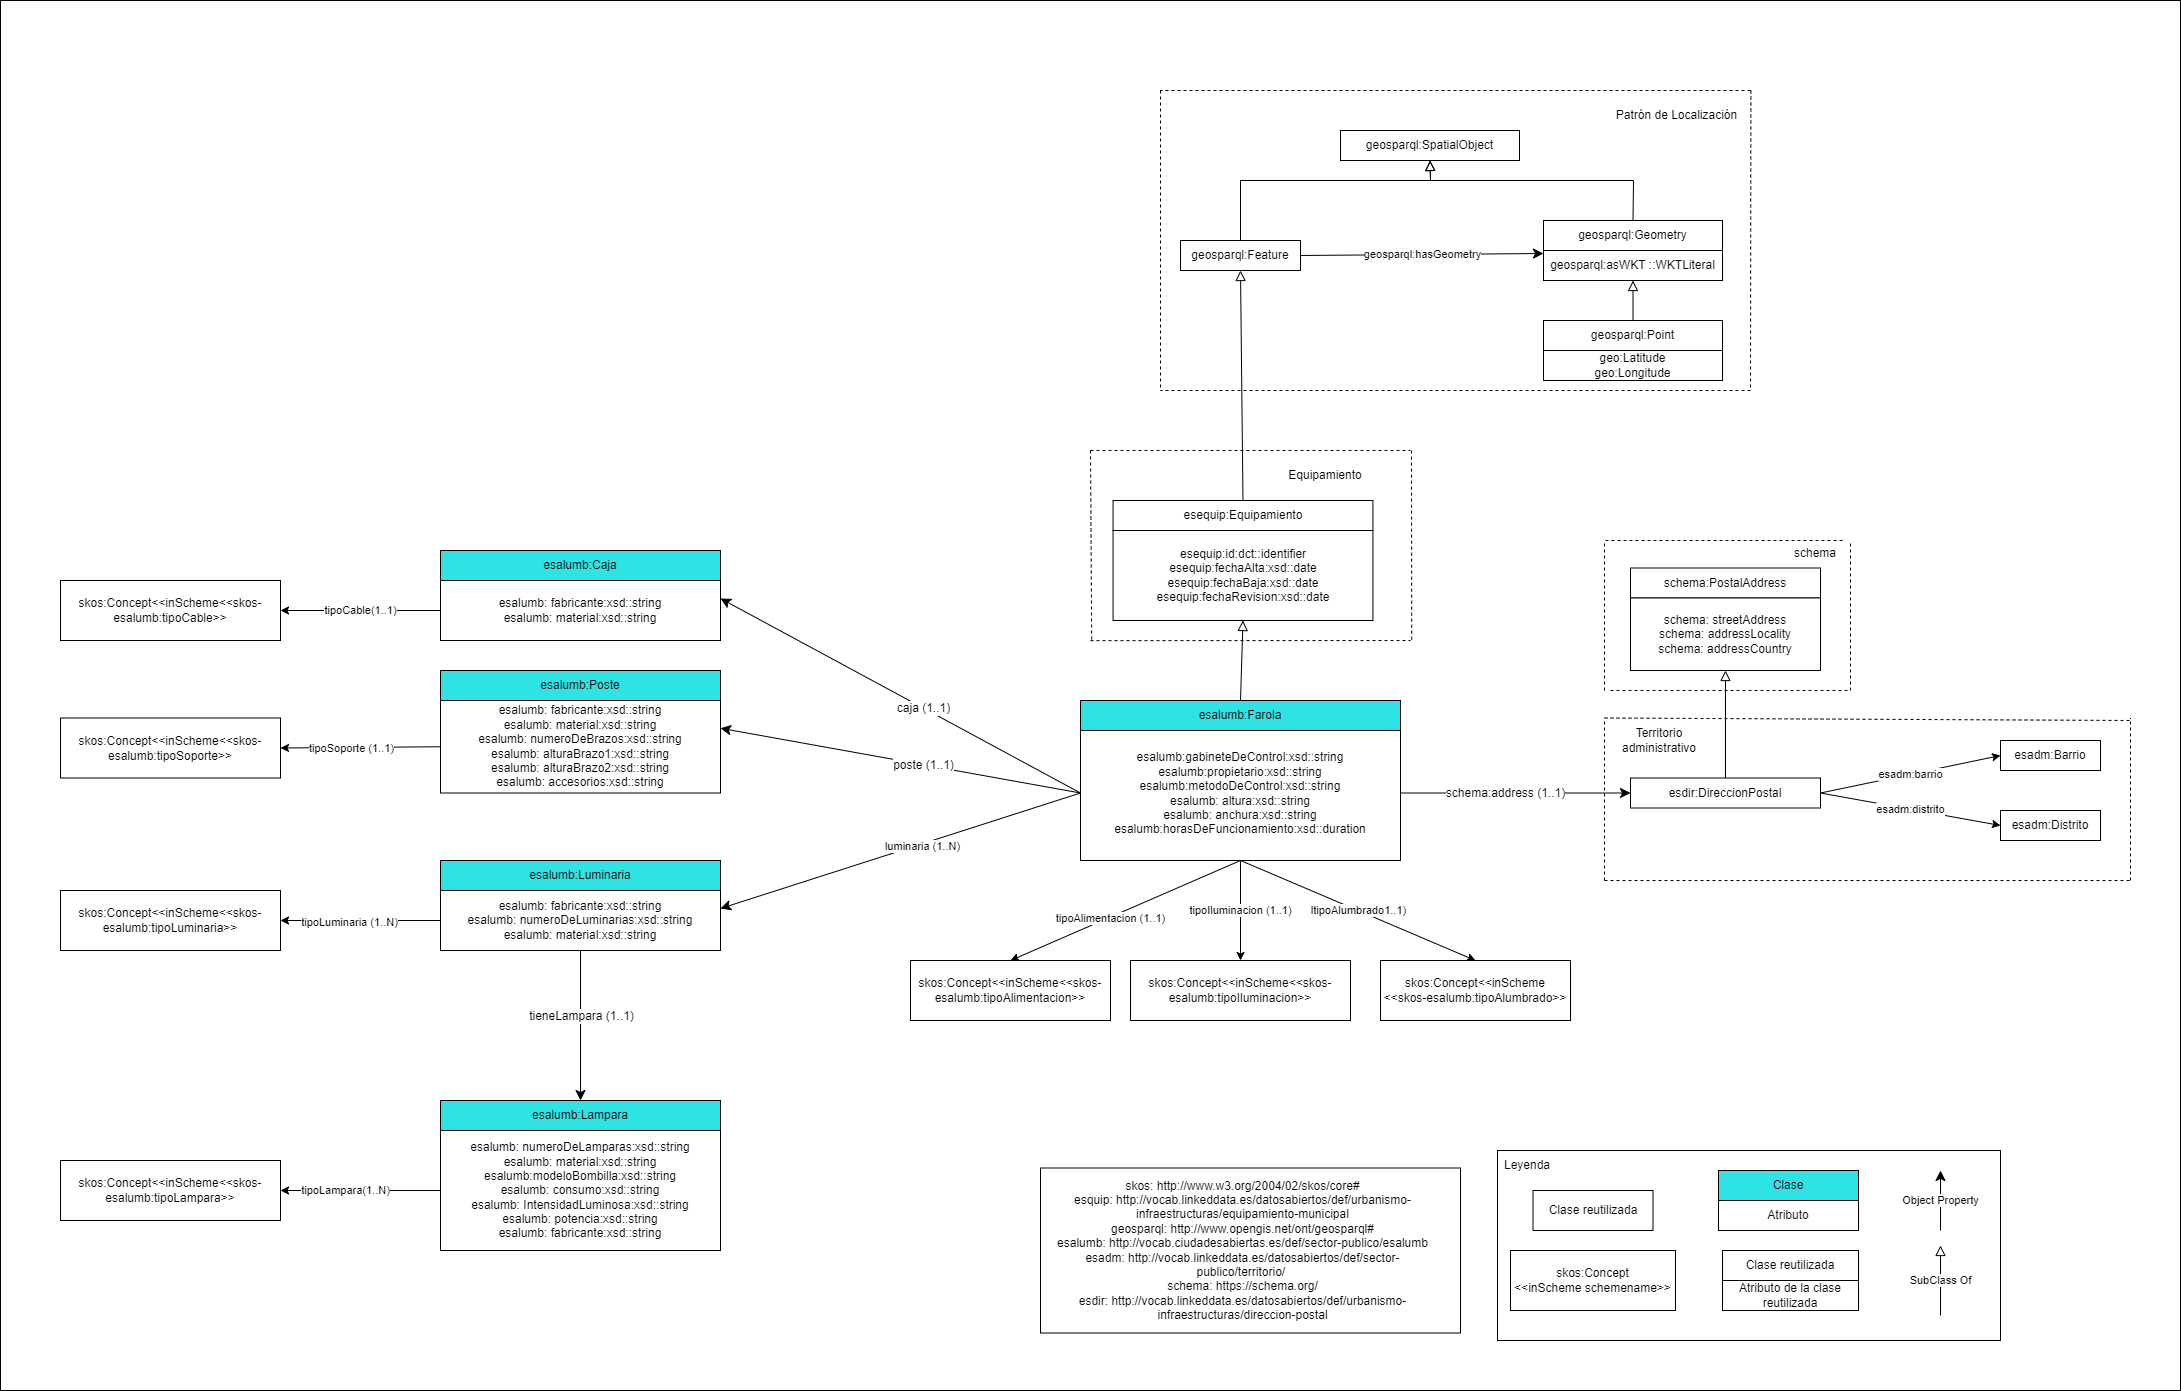 Patrón de Localización
geosparql:SpatialObject
geosparql:Feature
geosparql:hasGeometry
geosparql:Geometry
geosparql:asWKT ::WKTLiteral
geosparql:Point
geo:Latitude
geo:Longitude
Equipamiento
esequip:Equipamiento
esequip:id:dct::identifier
esequip:fechaAlta:xsd::date
esequip:fechaBaja:xsd::date
esequip:fechaRevision:xsd::date
schema
schema:PostalAddress
schema: streetAddress
schema: addressLocality
schema: addressCountry
Territorio
administrativo
esdir:DireccionPostal
esadm:barrio
esadm:Barrio
esadm:distrito
esadm:Distrito
schema:address (1..1)
esalumb:Farola
esalumb:gabineteDeControl:xsd::string
esalumb:propietario:xsd::string
esalumb:metodoDeControl:xsd::string
esalumb: altura:xsd::string
esalumb: anchura:xsd::string
esalumb:horasDeFuncionamiento:xsd::duration
caja (1..1)
poste (1..1)
luminaria (1..N)
esalumb:Caja
esalumb: fabricante:xsd::string
esalumb: material:xsd::string
tipoCable(1..1)
skos:Concept<<inScheme<<skos-
esalumb:tipoCable>>
esalumb:Poste
esalumb: fabricante:xsd::string
esalumb: material:xsd::string
esalumb: numeroDeBrazos:xsd::string
esalumb: alturaBrazo1:xsd::string
esalumb: alturaBrazo2:xsd::string
esalumb: accesorios:xsd::string
tipoSoporte (1..1)
skos:Concept<<inScheme<<skos-
esalumb:tipoSoporte>>
esalumb:Luminaria
esalumb: fabricante:xsd::string
esalumb: numeroDeLuminarias:xsd::string
esalumb: material:xsd::string
tipoLuminaria (1..N)
skos:Concept<<inScheme<<skos-
esalumb:tipoLuminaria>>
tieneLampara (1..1)
esalumb:Lampara
esalumb: numeroDeLamparas:xsd::string
esalumb: material:xsd::string
esalumb:modeloBombilla:xsd::string
esalumb: consumo:xsd::string
esalumb: IntensidadLuminosa:xsd::string
esalumb: potencia:xsd::string
esalumb: fabricante:xsd::string
tipoLampara(1..N)
skos:Concept<<inScheme<<skos-
esalumb:tipoLampara>>
tipoAlimentacion (1..1)
tipoIluminacion (1..1)
ltipoAlumbrado1..1)
skos:Concept<<inScheme<<skos-
esalumb:tipoAlimentacion>>
skos:Concept<<inScheme<<skos-
esalumb:tipoIluminacion>>
skos:Concept<<inScheme
<<skos-esalumb:tipoAlumbrado>>
skos: http://www.w3.org/2004/02/skos/core#
esquip: http://vocab.linkeddata.es/datosabiertos/def/urbanismo-
infraestructuras/equipamiento-municipal
geosparql: http://www.opengis.net/ont/geosparql#
esalumb: http://vocab.ciudadesabiertas.es/def/sector-publico/esalumb
esadm: http://vocab.linkeddata.es/datosabiertos/def/sector-
publico/territorio/
schema: https://schema.org/
esdir: http://vocab.linkeddata.es/datosabiertos/def/urbanismo-
infraestructuras/direccion-postal
Leyenda
Clase reutilizada
Clase
Atributo
Object Property
skos:Concept
<<inScheme schemename>>
Clase reutilizada
Atributo de la clase
reutilizada
SubClass Of